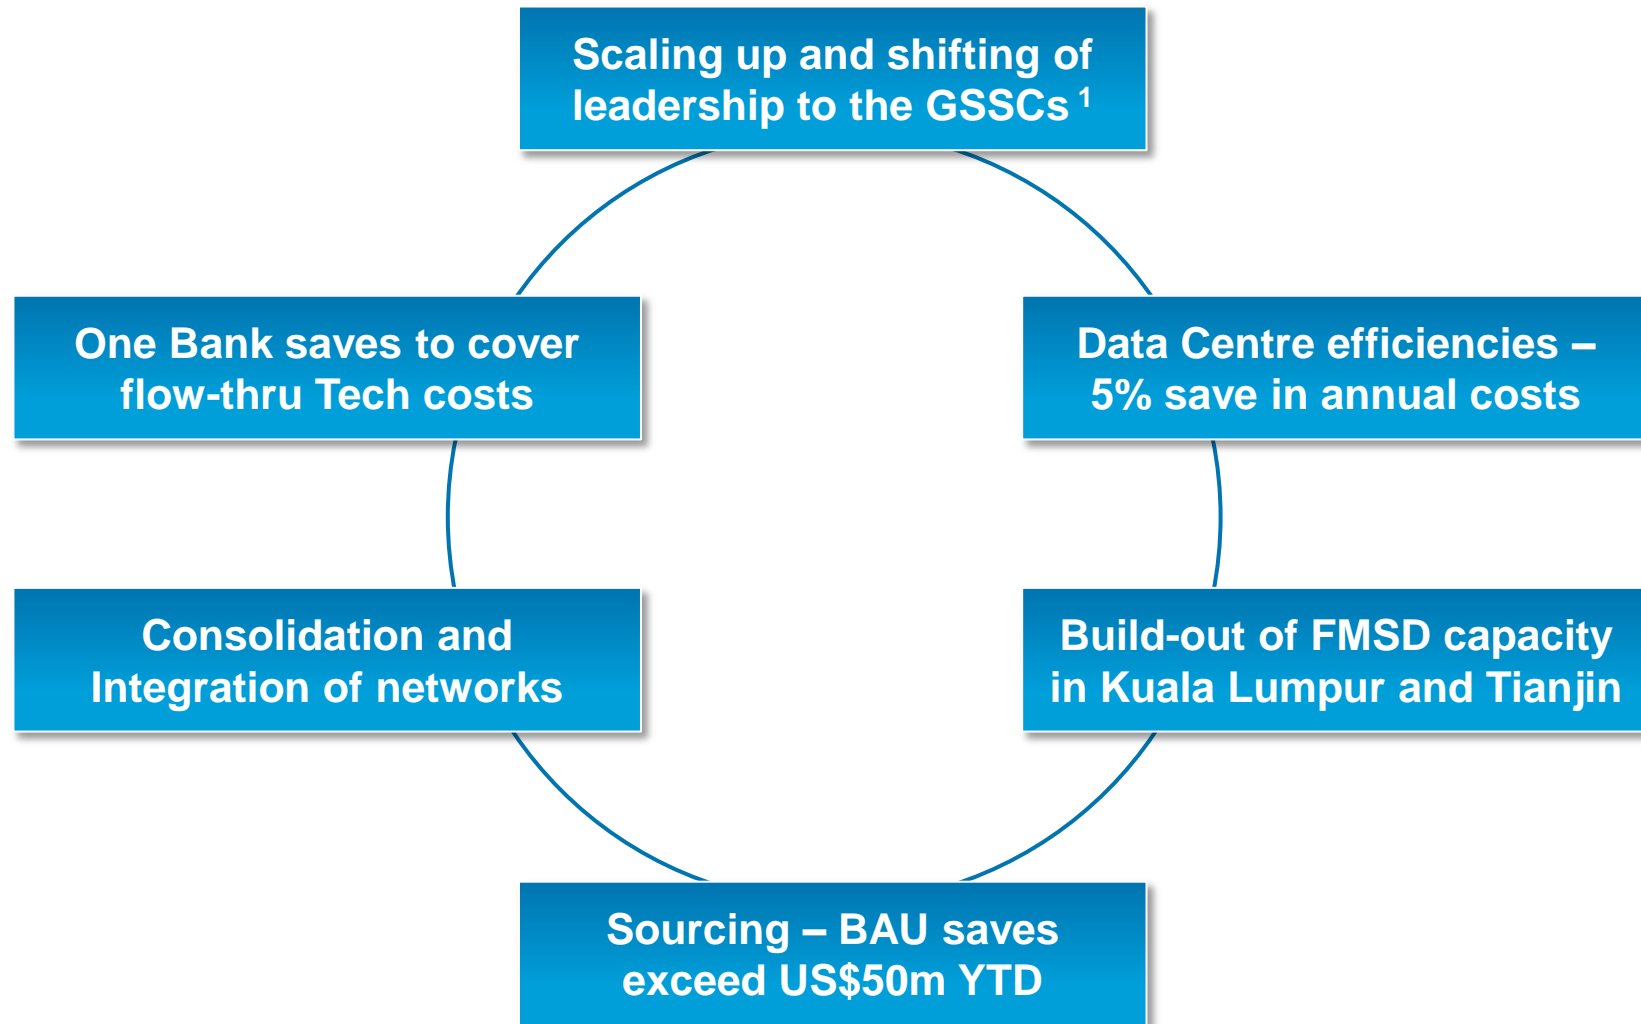 Scaling up and shifting of
leadership to the GSSCs 1
One Bank saves to cover
flow-thru Tech costs
Data Centre efficiencies –
5% save in annual costs
Consolidation and
Integration of networks
Build-out of FMSD capacity
in Kuala Lumpur and Tianjin
Sourcing – BAU saves
exceed US$50m YTD